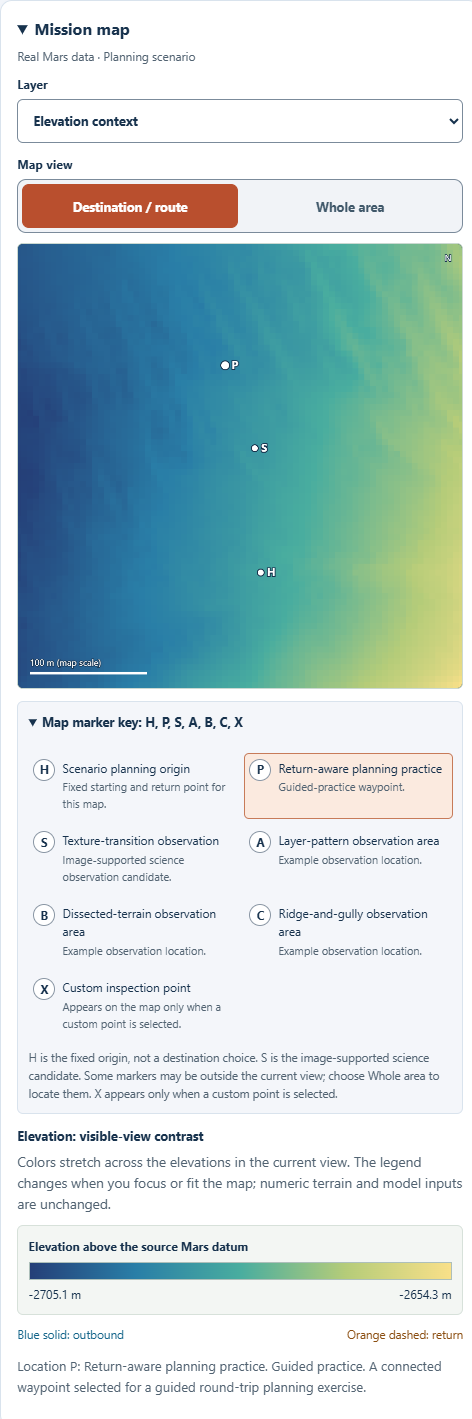 ▼ Mission map
Real Mars data · Planning scenario
Layer
Elevation context
Map view
Destination / route
Whole area
N
P
S
H
100 m (map scale)
▼ Map marker key: H, P, S, A, B, C, X
H Scenario planning origin
Fixed starting and return point for
this map.
P Return-aware planning practice
Guided-practice waypoint.
S Texture-transition observation
Image-supported science
observation candidate.
A Layer-pattern observation area
Example observation location.
B Dissected-terrain observation
area
Example observation location.
C Ridge-and-gully observation
area
Example observation location.
X Custom inspection point
Appears on the map only when a
custom point is selected.
H is the fixed origin, not a destination choice. S is the image-supported science
candidate. Some markers may be outside the current view; choose Whole area to
locate them. X appears only when a custom point is selected.
Elevation: visible-view contrast
Colors stretch across the elevations in the current view. The legend
changes when you focus or fit the map; numeric terrain and model inputs
are unchanged.
Elevation above the source Mars datum
-2705.1 m
-2654.3 m
Blue solid: outbound
Orange dashed: return
Location P: Return-aware planning practice. Guided practice. A connected
waypoint selected for a guided round-trip planning exercise.